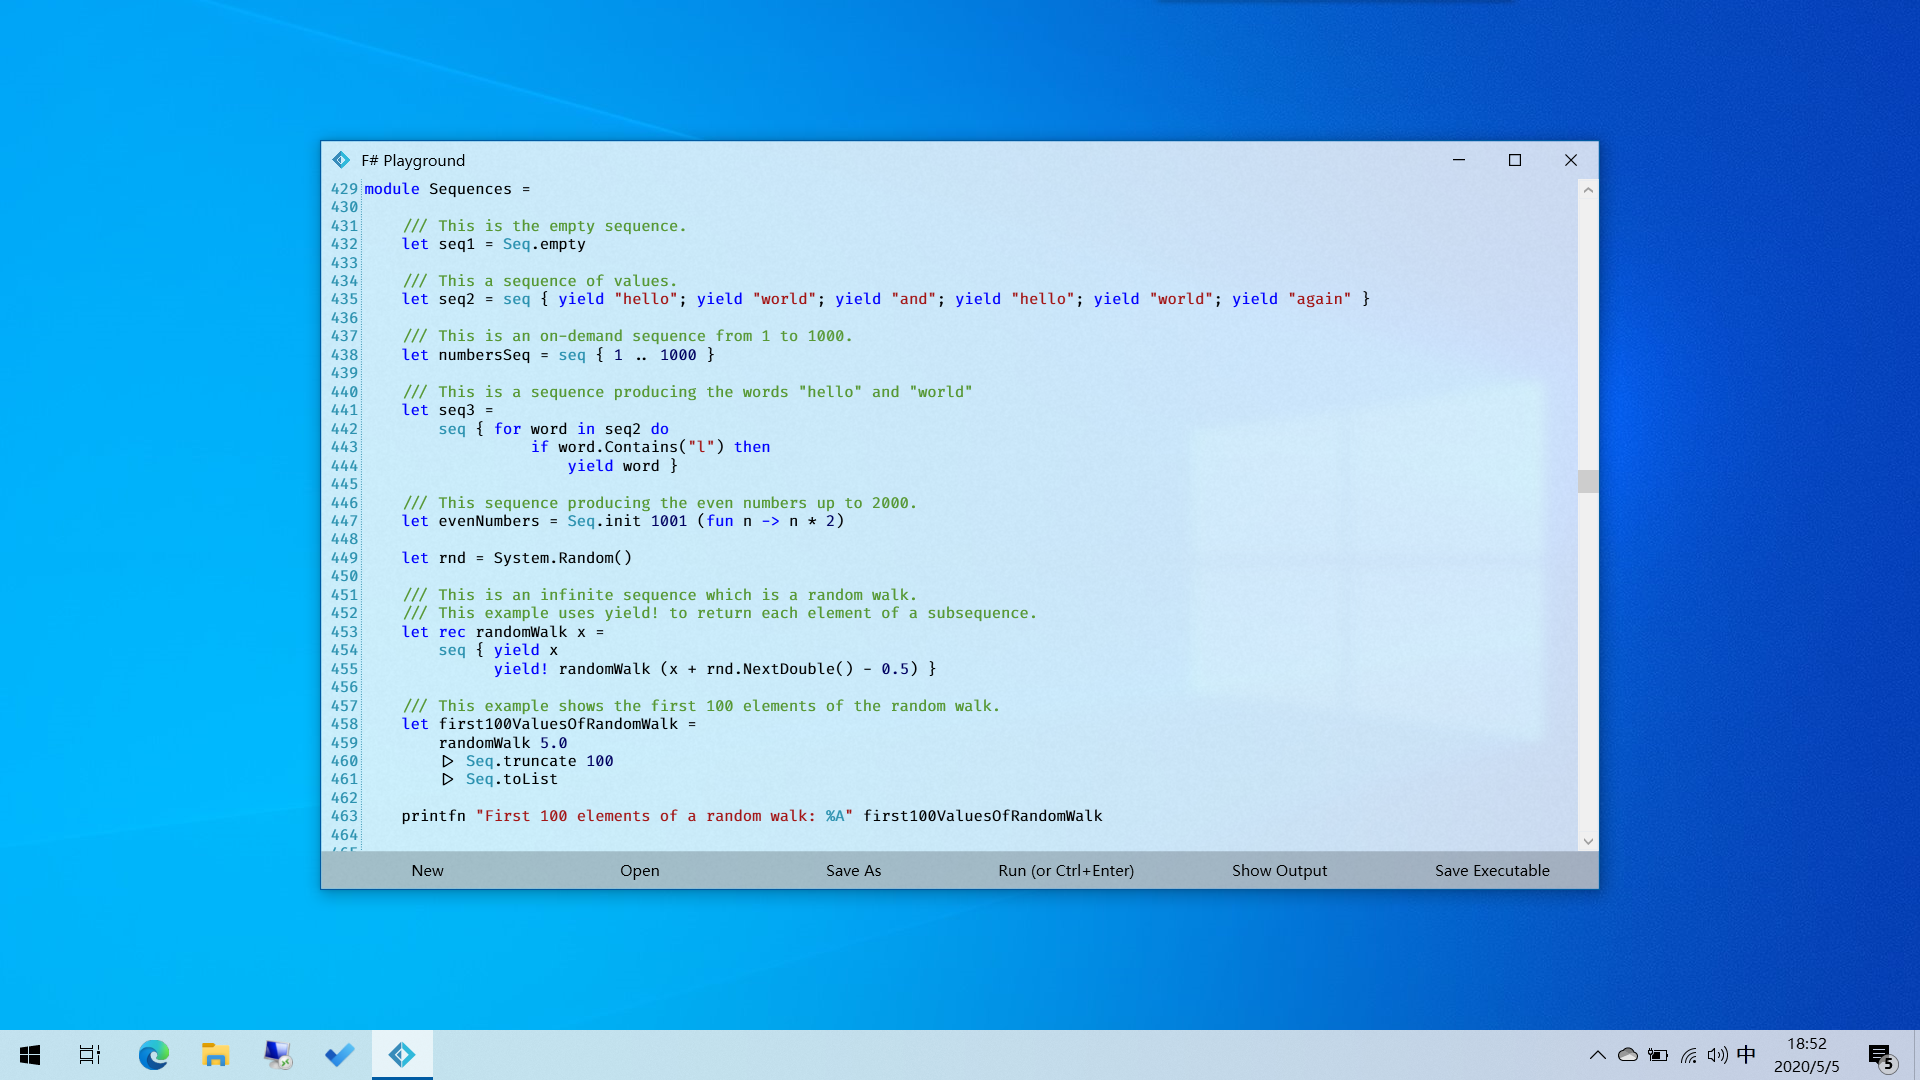 F# Playground
429 module Sequences =
430
431     /// This is the empty sequence.
432     let seq1 = Seq.empty
433
434     /// This a sequence of values.
435     let seq2 = seq { yield "hello"; yield "world"; yield "and"; yield "hello"; yield "world"; yield "again" }
436
437     /// This is an on-demand sequence from 1 to 1000.
438     let numbersSeq = seq { 1 .. 1000 }
439
440     /// This is a sequence producing the words "hello" and "world"
441     let seq3 =
442         seq { for word in seq2 do
443                   if word.Contains("l") then
444                       yield word }
445
446     /// This sequence producing the even numbers up to 2000.
447     let evenNumbers = Seq.init 1001 (fun n -> n * 2)
448
449     let rnd = System.Random()
450
451     /// This is an infinite sequence which is a random walk.
452     /// This example uses yield! to return each element of a subsequence.
453     let rec randomWalk x =
454         seq { yield x
455               yield! randomWalk (x + rnd.NextDouble() - 0.5) }
456
457     /// This example shows the first 100 elements of the random walk.
458     let first100ValuesOfRandomWalk =
459         randomWalk 5.0
460         |> Seq.truncate 100
461         |> Seq.toList
462
463     printfn "First 100 elements of a random walk: %A" first100ValuesOfRandomWalk
464
465
New Open Save As Run (or Ctrl+Enter) Show Output Save Executable
中 18:52
2020/5/5
5